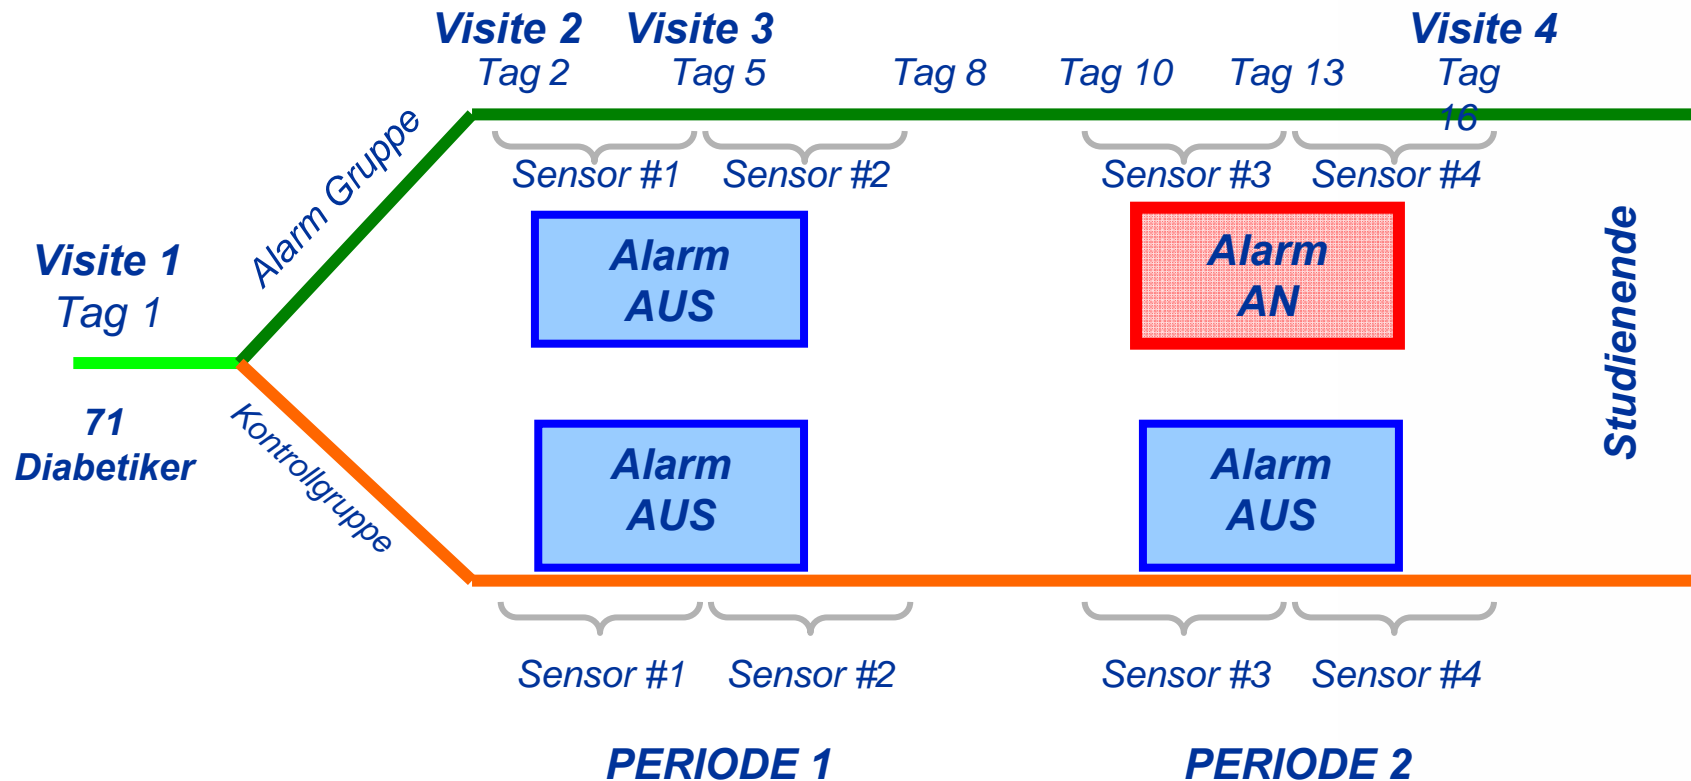 Visite 2 Visite 3 Visite 4
Tag 2 Tag 5 Tag 8 Tag 10 Tag 13 Tag
16
Sensor #1 Sensor #2 Sensor #3 Sensor #4
Alarm Gruppe
Visite 1
Tag 1
Alarm
AUS
Alarm
AN
Studienende
71
Diabetiker
Kontrollgruppe
Alarm
AUS
Alarm
AUS
Sensor #1 Sensor #2 Sensor #3 Sensor #4
PERIODE 1 PERIODE 2